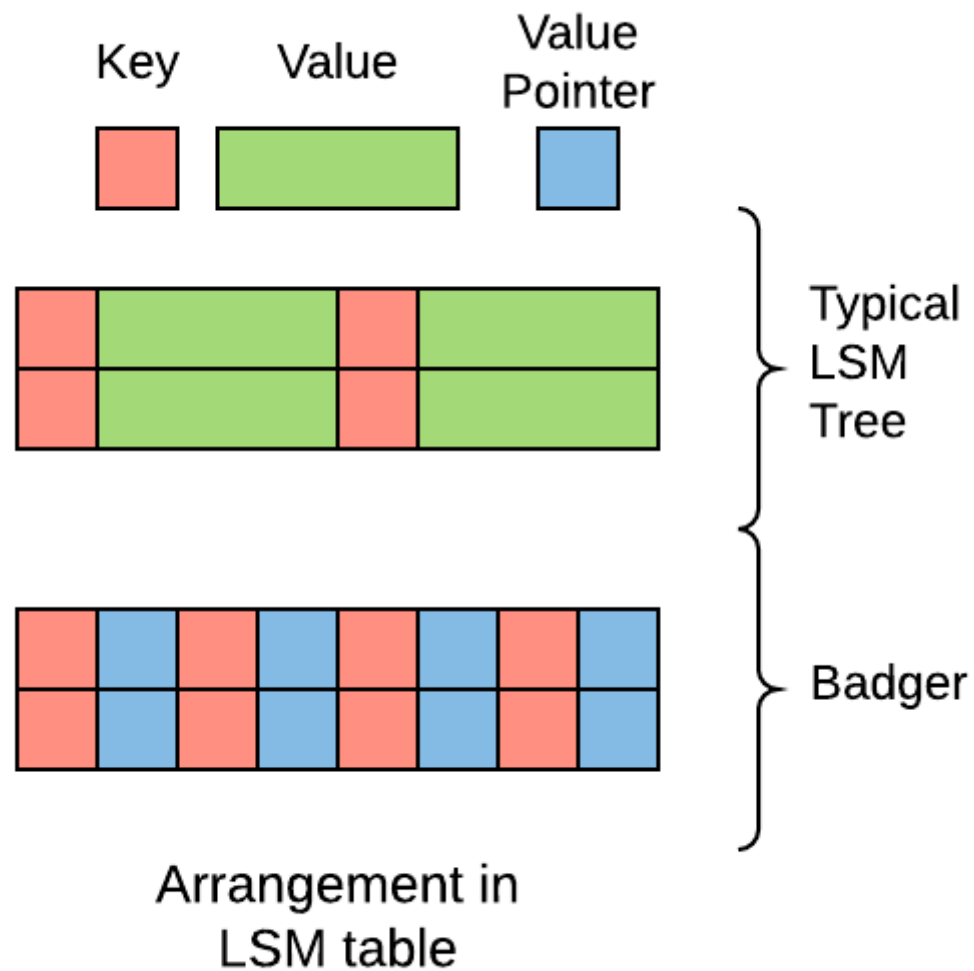 Key
Value
Value
Pointer
Typical
LSM
Tree
Badger
Arrangement in
LSM table